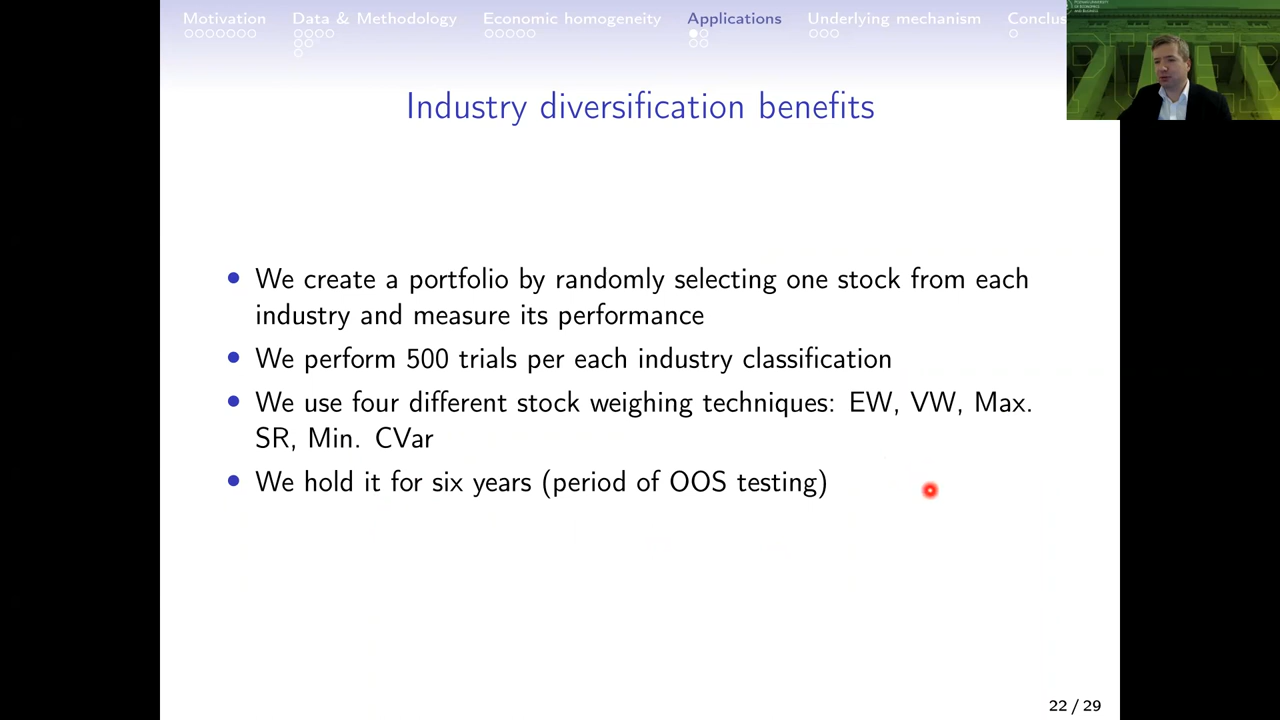 Motivation Data & Methodology Economic homogeneity Applications Underlying mechanism Conclus
Industry diversification benefits
We create a portfolio by randomly selecting one stock from each
industry and measure its performance
We perform 500 trials per each industry classification
We use four different stock weighing techniques: EW, VW, Max.
SR, Min. CVar
We hold it for six years (period of OOS testing)
22 / 29